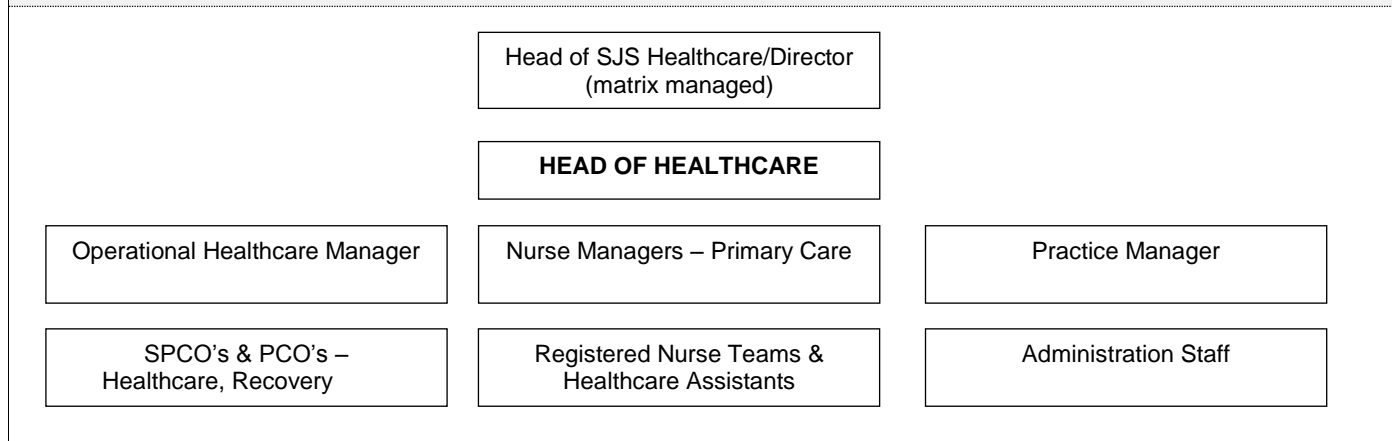 Head of SJS Healthcare/Director
(matrix managed)
HEAD OF HEALTHCARE
Operational Healthcare Manager
Nurse Managers – Primary Care
Practice Manager
SPCO's & PCO's –
Healthcare, Recovery
Registered Nurse Teams &
Healthcare Assistants
Administration Staff